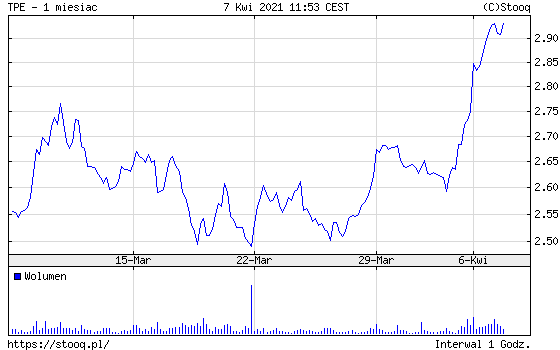 TPE - 1 miesiac 7 Kwi 2021 11:53 CEST (C)Stooq
2.90
2.85
2.80
2.75
2.70
2.65
2.60
2.55
2.50
15-Mar 22-Mar 29-Mar 6-Kwi
Wolumen
https://stooq.pl/ Interwal 1 Godz.